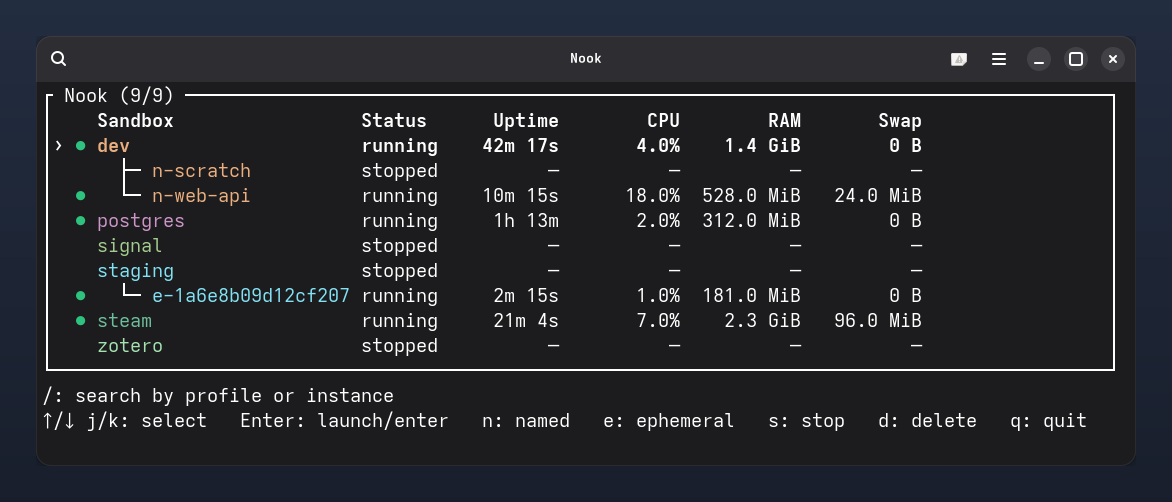 Nook
Nook (9/9)
Sandbox Status Uptime CPU RAM Swap
› ● dev running 42m 17s 4.0% 1.4 GiB 0 B
├─ n-scratch stopped — — — —
● └─ n-web-api running 10m 15s 18.0% 528.0 MiB 24.0 MiB
● postgres running 1h 13m 2.0% 312.0 MiB 0 B
signal stopped — — — —
staging stopped — — — —
● └─ e-1a6e8b09d12cf207 running 2m 15s 1.0% 181.0 MiB 0 B
● steam running 21m 4s 7.0% 2.3 GiB 96.0 MiB
zotero stopped — — — —
/: search by profile or instance
↑/↓ j/k: select Enter: launch/enter n: named e: ephemeral s: stop d: delete q: quit